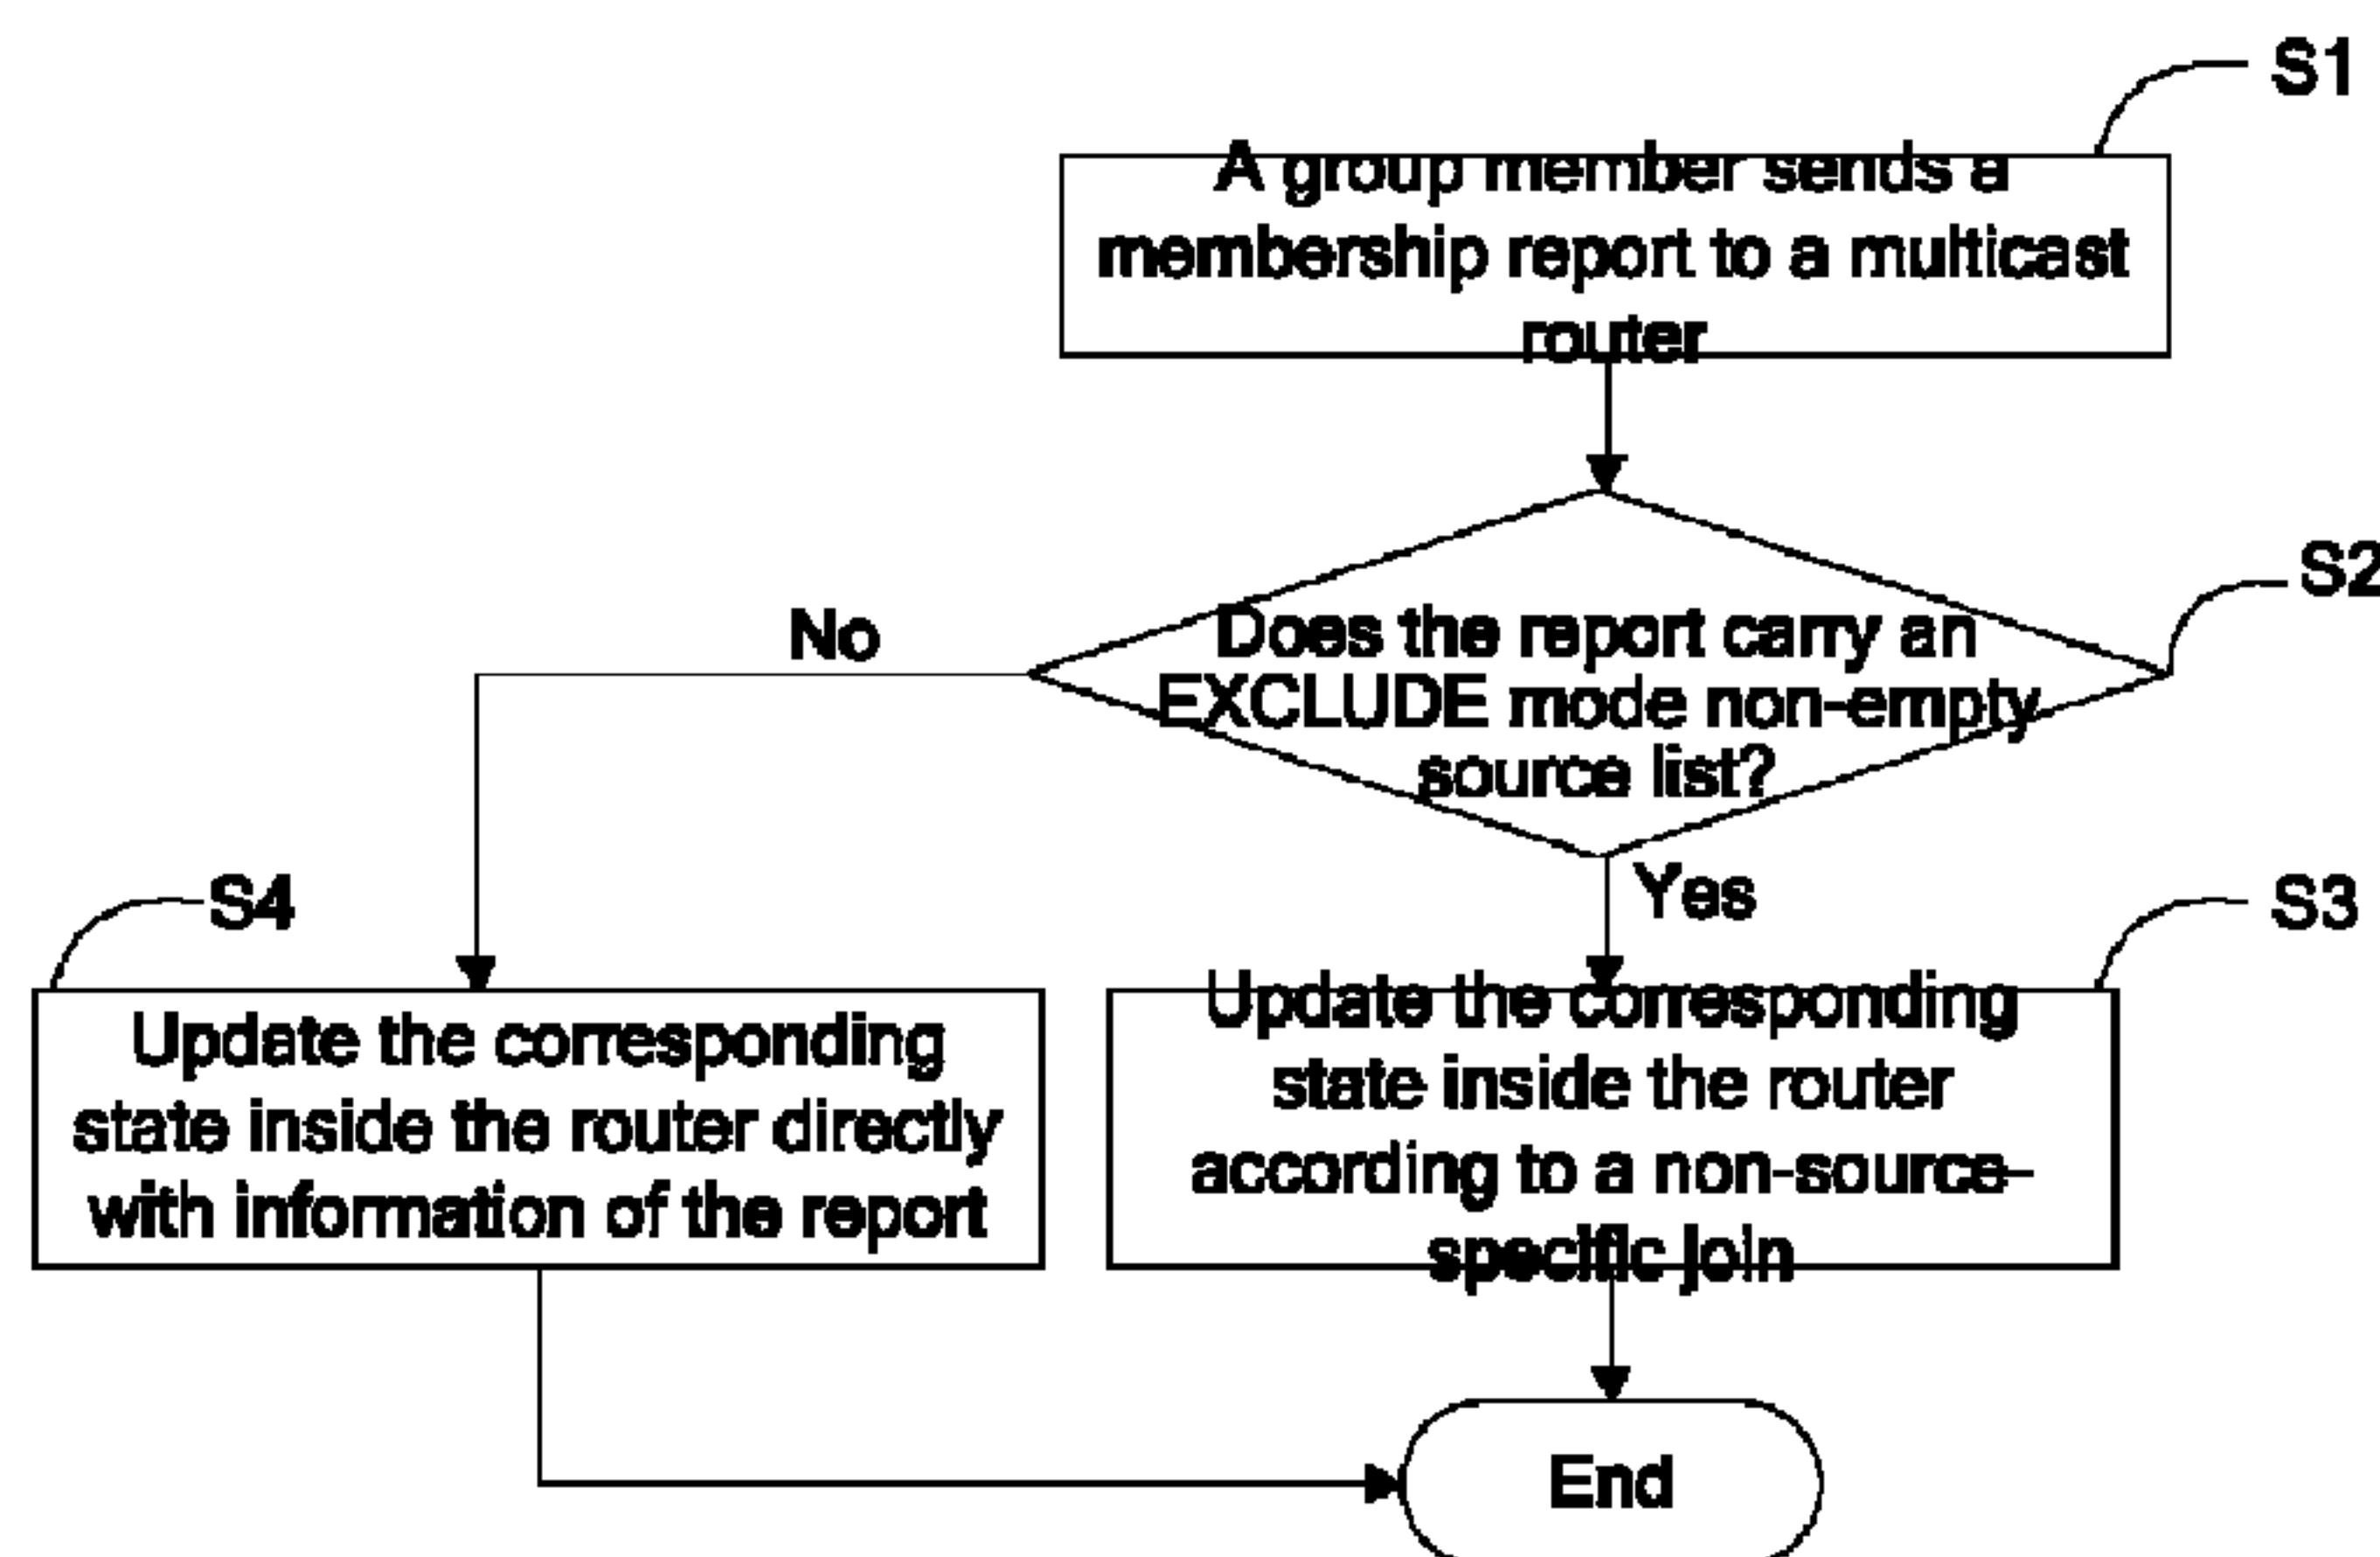 S1
A group member sends a
membership report to a multicast
router
S2
Does the report carry an
EXCLUDE mode non-empty
source list?
No
Yes
S4
Update the corresponding
state inside the router directly
with information of the report
S3
Update the corresponding
state inside the router
according to a non-source-
specific join
End